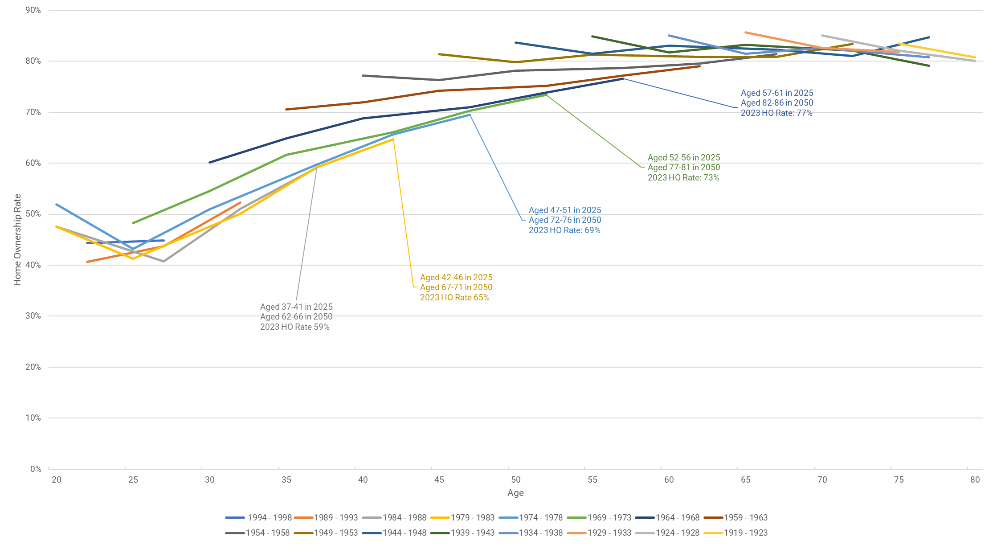 90%
80%
70%
60%
50%
40%
30%
20%
10%
0%
Home Ownership Rate
20 25 30 35 40 45 50 55 60 65 70 75 80
Age
Aged 57-61 in 2025
Aged 82-86 in 2050
2023 HO Rate: 77%
Aged 52-56 in 2025
Aged 77-81 in 2050
2023 HO Rate: 73%
Aged 47-51 in 2025
Aged 72-76 in 2050
2023 HO Rate: 69%
Aged 42-46 in 2025
Aged 67-71 in 2050
2023 HO Rate 65%
Aged 37-41 in 2025
Aged 62-66 in 2050
2023 HO Rate 59%
1994 - 1998 1989 - 1993 1984 - 1988 1979 - 1983 1974 - 1978 1969 - 1973 1964 - 1968 1959 - 1963
1954 - 1958 1949 - 1953 1944 - 1948 1939 - 1943 1934 - 1938 1929 - 1933 1924 - 1928 1919 - 1923